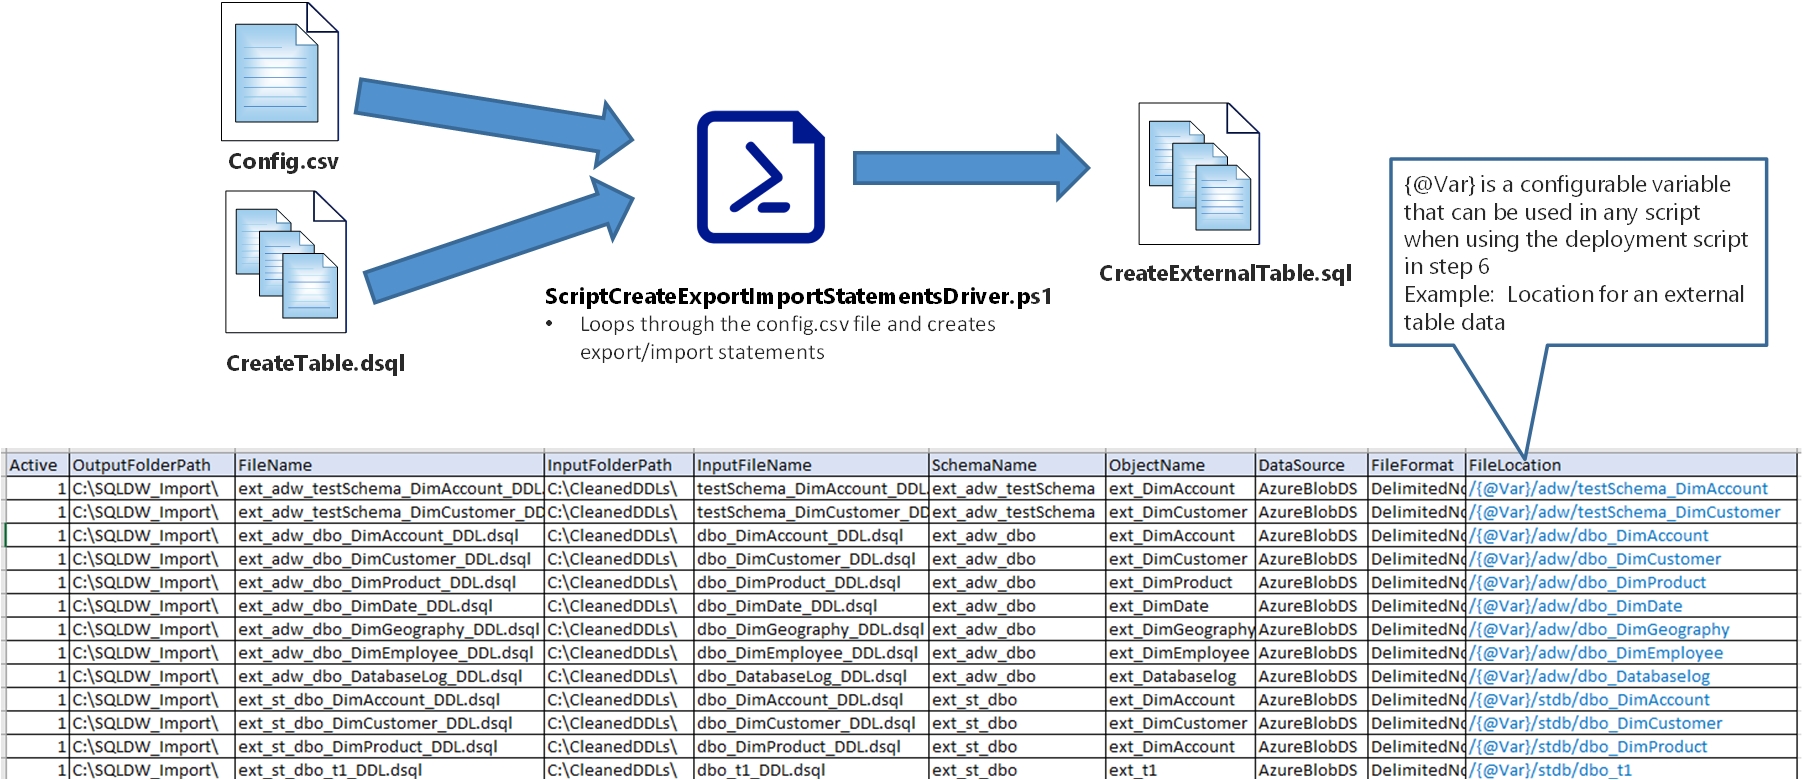 Config.csv
CreateTable.dsql
ScriptCreateExportImportStatementsDriver.ps1
• Loops through the config.csv file and creates
export/import statements
CreateExternalTable.sql
{@Var} is a configurable variable
that can be used in any script
when using the deployment script
in step 6
Example: Location for an external
table data
Active OutputFolderPath FileName InputFolderPath InputFileName SchemaName ObjectName DataSource FileFormat FileLocation
1 C:\SQLDW_Import\ ext_adw_testSchema_DimAccount_DDL. C:\CleanedDDLs\ testSchema_DimAccount_DDL. ext_adw_testSchema ext_DimAccount AzureBlobDS DelimitedNo /{@Var}/adw/testSchema_DimAccount
1 C:\SQLDW_Import\ ext_adw_testSchema_DimCustomer_DD C:\CleanedDDLs\ testSchema_DimCustomer_DD ext_adw_testSchema ext_DimCustomer AzureBlobDS DelimitedNo /{@Var}/adw/testSchema_DimCustomer
1 C:\SQLDW_Import\ ext_adw_dbo_DimAccount_DDL.dsql C:\CleanedDDLs\ dbo_DimAccount_DDL.dsql ext_adw_dbo ext_DimAccount AzureBlobDS DelimitedNo /{@Var}/adw/dbo_DimAccount
1 C:\SQLDW_Import\ ext_adw_dbo_DimCustomer_DDL.dsql C:\CleanedDDLs\ dbo_DimCustomer_DDL.dsql ext_adw_dbo ext_DimCustomer AzureBlobDS DelimitedNo /{@Var}/adw/dbo_DimCustomer
1 C:\SQLDW_Import\ ext_adw_dbo_DimProduct_DDL.dsql C:\CleanedDDLs\ dbo_DimProduct_DDL.dsql ext_adw_dbo ext_DimProduct AzureBlobDS DelimitedNo /{@Var}/adw/dbo_DimProduct
1 C:\SQLDW_Import\ ext_adw_dbo_DimDate_DDL.dsql C:\CleanedDDLs\ dbo_DimDate_DDL.dsql ext_adw_dbo ext_DimDate AzureBlobDS DelimitedNo /{@Var}/adw/dbo_DimDate
1 C:\SQLDW_Import\ ext_adw_dbo_DimGeography_DDL.dsql C:\CleanedDDLs\ dbo_DimGeography_DDL.dsql ext_adw_dbo ext_DimGeography AzureBlobDS DelimitedNo /{@Var}/adw/dbo_DimGeography
1 C:\SQLDW_Import\ ext_adw_dbo_DimEmployee_DDL.dsql C:\CleanedDDLs\ dbo_DimEmployee_DDL.dsql ext_adw_dbo ext_DimEmployee AzureBlobDS DelimitedNo /{@Var}/adw/dbo_DimEmployee
1 C:\SQLDW_Import\ ext_adw_dbo_DatabaseLog_DDL.dsql C:\CleanedDDLs\ dbo_DatabaseLog_DDL.dsql ext_adw_dbo ext_Databaselog AzureBlobDS DelimitedNo /{@Var}/adw/dbo_Databaselog
1 C:\SQLDW_Import\ ext_st_dbo_DimAccount_DDL.dsql C:\CleanedDDLs\ dbo_DimAccount_DDL.dsql ext_st_dbo ext_DimAccount AzureBlobDS DelimitedNo /{@Var}/stdb/dbo_DimAccount
1 C:\SQLDW_Import\ ext_st_dbo_DimCustomer_DDL.dsql C:\CleanedDDLs\ dbo_DimCustomer_DDL.dsql ext_st_dbo ext_DimCustomer AzureBlobDS DelimitedNo /{@Var}/stdb/dbo_DimCustomer
1 C:\SQLDW_Import\ ext_st_dbo_DimProduct_DDL.dsql C:\CleanedDDLs\ dbo_DimProduct_DDL.dsql ext_st_dbo ext_DimAccount AzureBlobDS DelimitedNo /{@Var}/stdb/dbo_DimProduct
1 C:\SQLDW_Import\ ext_st_dbo_t1_DDL.dsql C:\CleanedDDLs\ dbo_t1_DDL.dsql ext_st_dbo ext_t1 AzureBlobDS DelimitedNo /{@Var}/stdb/dbo_t1